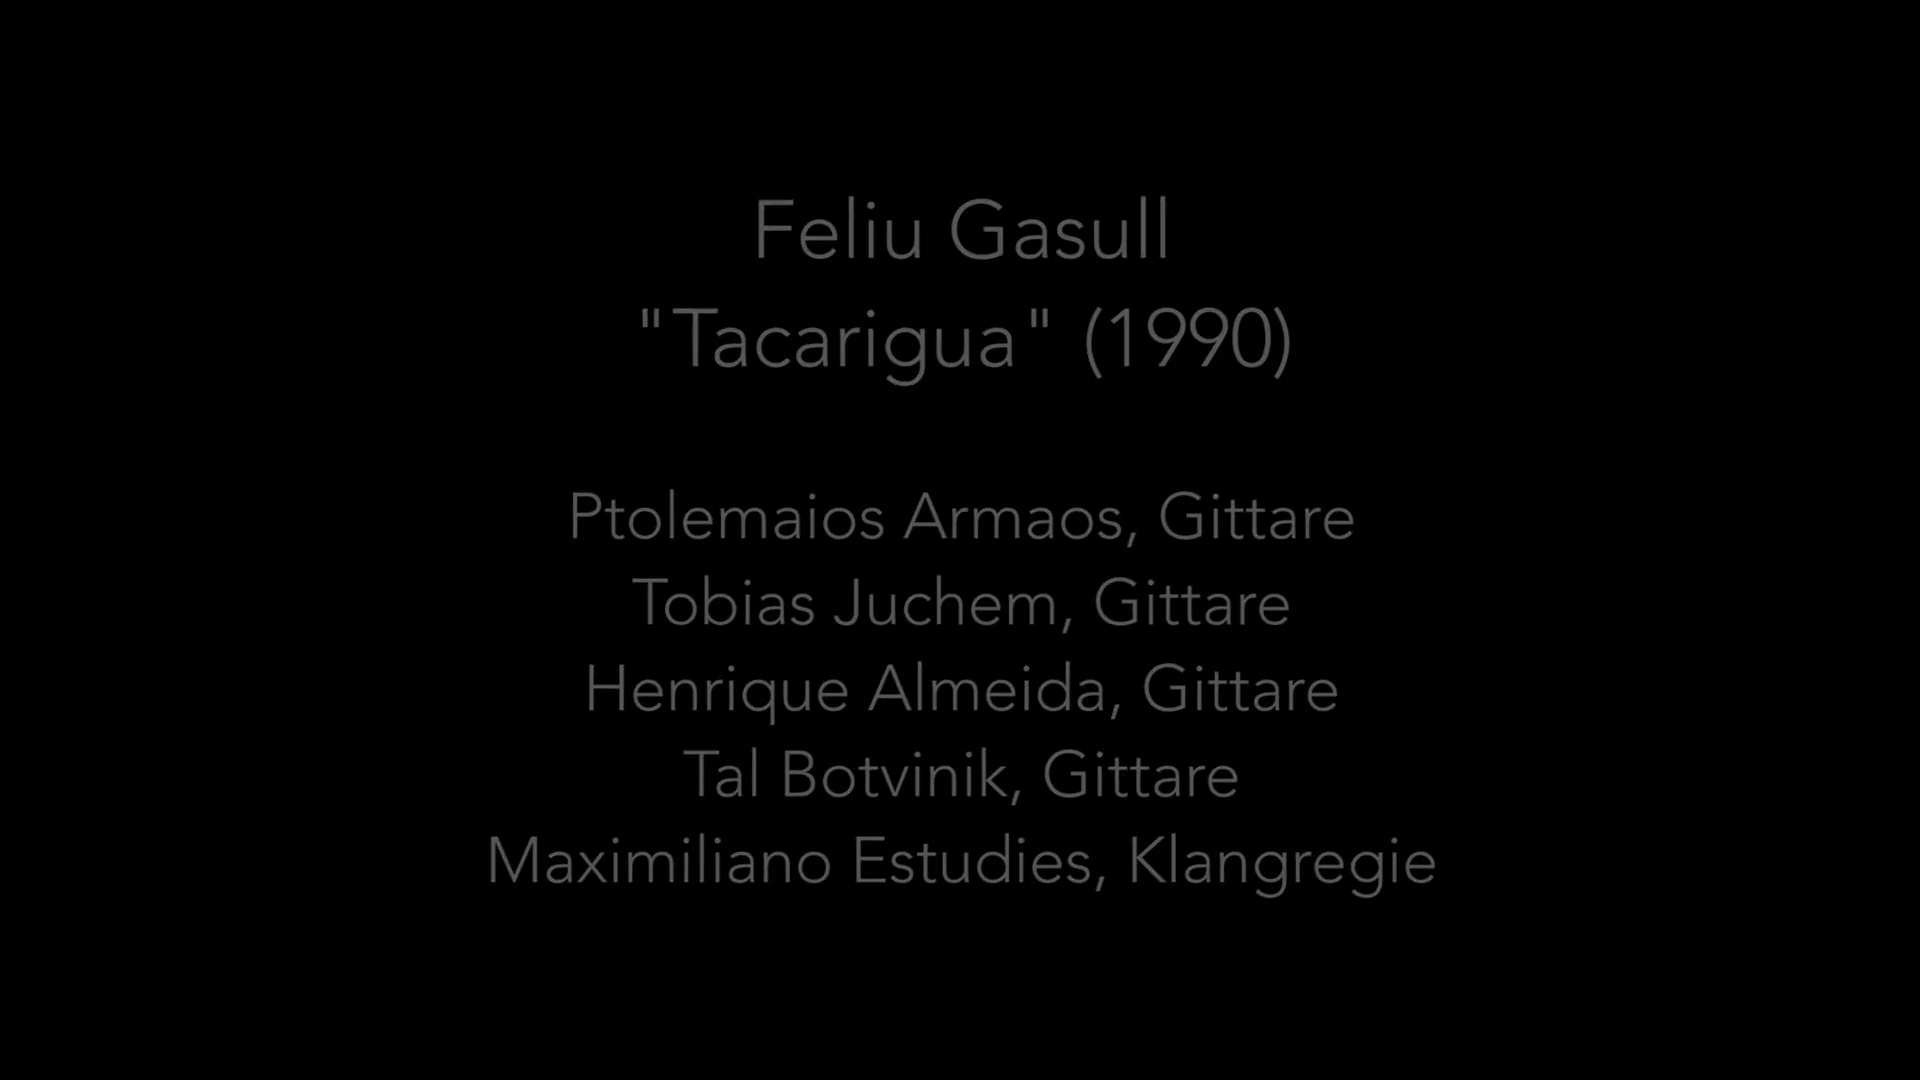 Feliu Gasull
"Tacarigua" (1990)
Ptolemaios Armaos, Gittare
Tobias Juchem, Gittare
Henrique Almeida, Gittare
Tal Botvinik, Gittare
Maximiliano Estudies, Klangregie